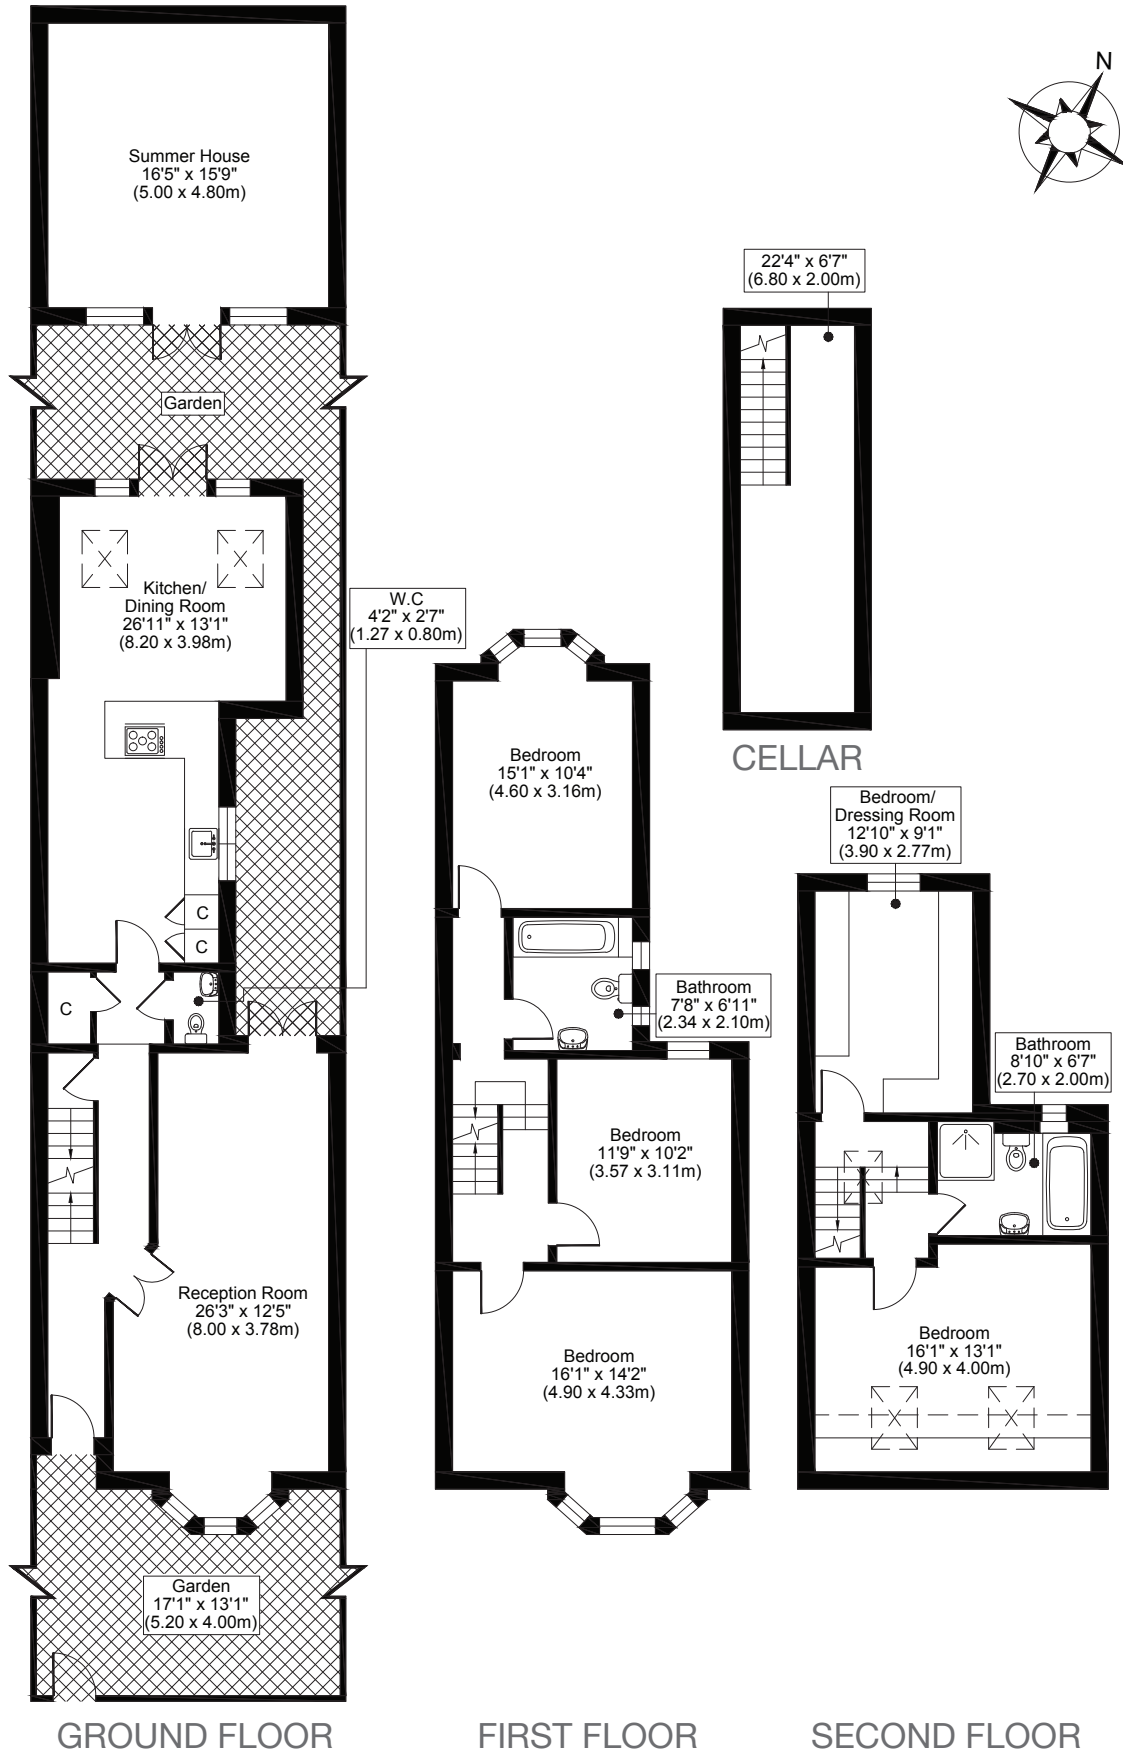 N
Summer House
16'5" x 15'9"
(5.00 x 4.80m)
22'4" x 6'7"
(6.80 x 2.00m)
Garden
Kitchen/
Dining Room
26'11" x 13'1"
(8.20 x 3.98m)
W.C
4'2" x 2'7"
(1.27 x 0.80m)
CELLAR
Bedroom
15'1" x 10'4"
(4.60 x 3.16m)
Bedroom/
Dressing Room
12'10" x 9'1"
(3.90 x 2.77m)
C
C
C
Bathroom
7'8" x 6'11"
(2.34 x 2.10m)
Bathroom
8'10" x 6'7"
(2.70 x 2.00m)
Bedroom
11'9" x 10'2"
(3.57 x 3.11m)
Reception Room
26'3" x 12'5"
(8.00 x 3.78m)
Bedroom
16'1" x 14'2"
(4.90 x 4.33m)
Bedroom
16'1" x 13'1"
(4.90 x 4.00m)
Garden
17'1" x 13'1"
(5.20 x 4.00m)
GROUND FLOOR
FIRST FLOOR
SECOND FLOOR